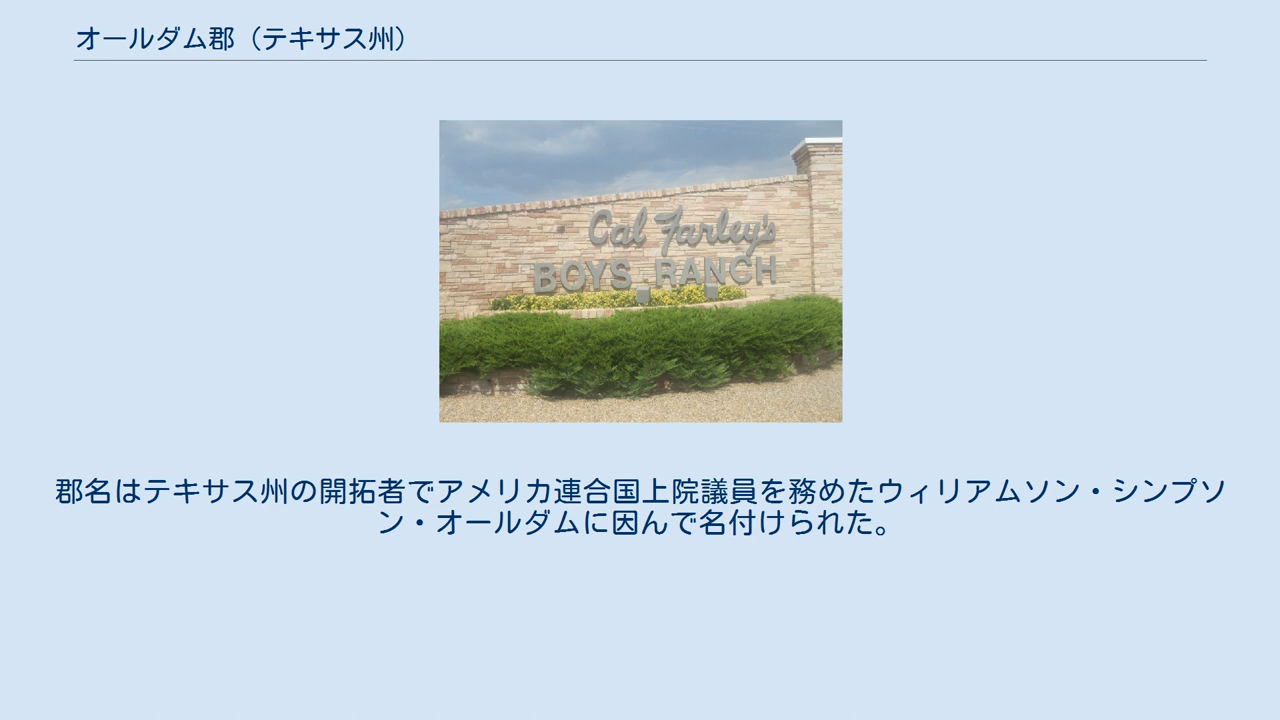 オールダム郡（テキサス州）
Cal Farley's
BOYS RANCH
郡名はテキサス州の開拓者でアメリカ連合国上院議員を務めたウィリアムソン・シンプソ
ン・オールダムに因んで名付けられた。